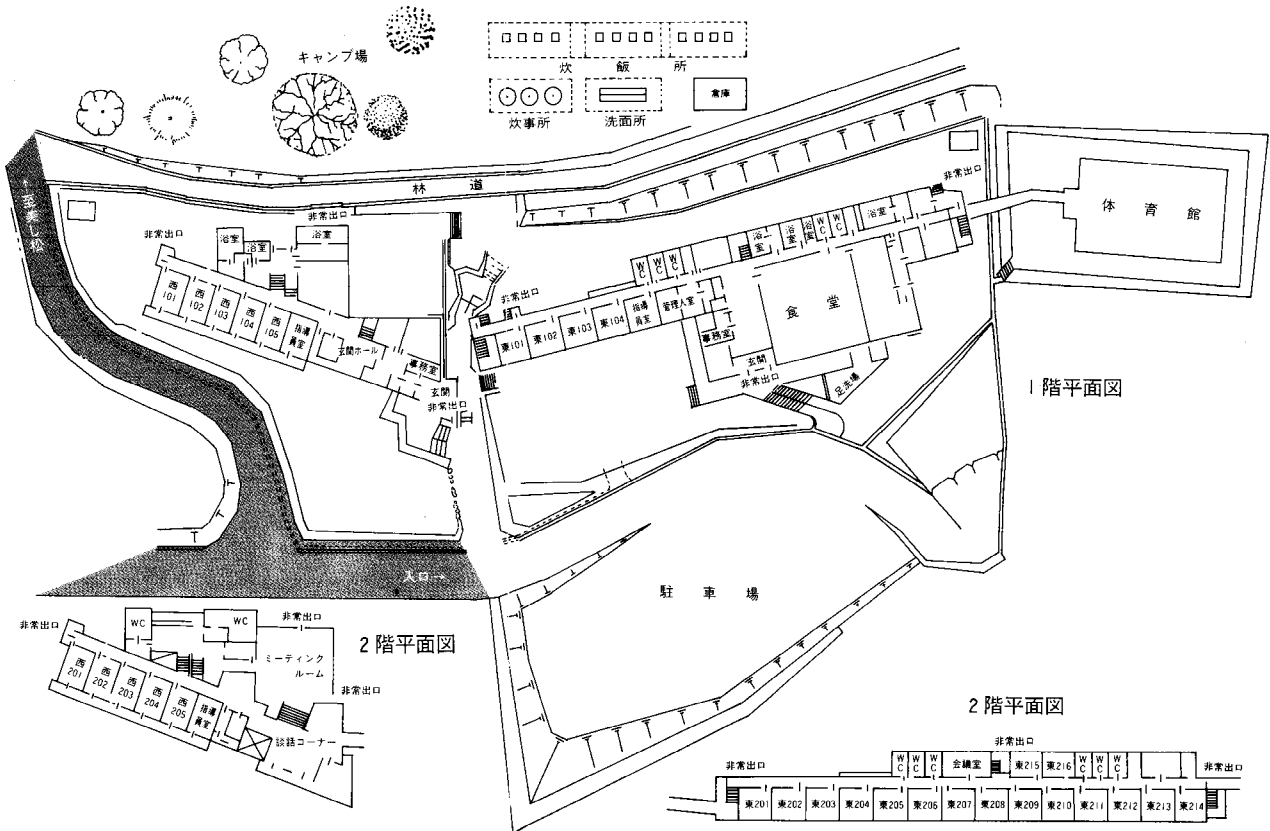 キャンプ場
炊飯所
炊事所
洗面所
倉庫
林道
非常出口
浴室
浴室
浴室
非常出口
西101
西102
西103
西104
西105
指導員室
玄関ホール
事務室
玄関
非常出口
非常出口
東101
東102
東103
東104
指導員室
管理人室
WC
WC
WC
事務室
玄関
非常出口
食堂
足洗場
浴室
浴室
浴室
WC
WC
浴室
非常出口
体育館
1階平面図
入口→
駐車場
2階平面図
非常出口
WC
WC
非常出口
ミーティング
ルーム
非常出口
西201
西202
西203
西204
西205
指導員室
談話コーナー
2階平面図
非常出口
非常出口
非常出口
WC
WC
WC
会議室
東215
東216
WC
WC
WC
東201
東202
東203
東204
東205
東206
東207
東208
東209
東210
東211
東212
東213
東214